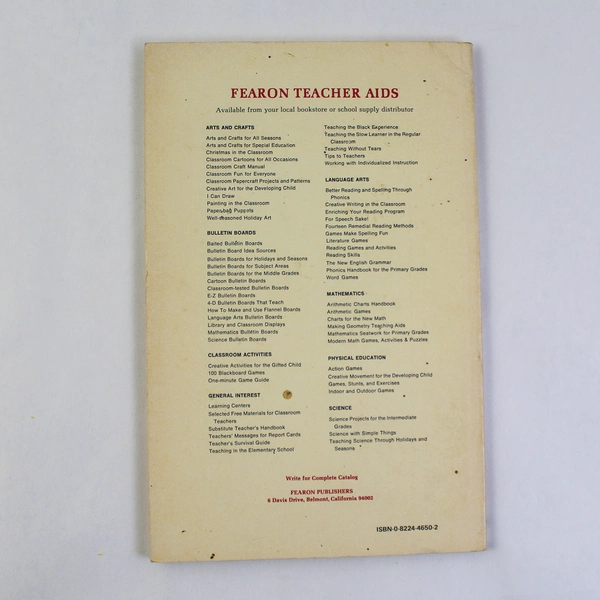 FEARON TEACHER AIDS
Available from your local bookstore or school supply distributor
ARTS AND CRAFTS
Arts and Crafts for All Seasons
Arts and Crafts for Special Education
Christmas in the Classroom
Classroom Cartoons for All Occasions
Classroom Craft Manual
Classroom Fun for Everyone
Classroom Papercraft Projects and Patterns
Creative Art for the Developing Child
I Can Draw
Painting in the Classroom
Paperbag Puppets
Well-seasoned Holiday Art
BULLETIN BOARDS
Baited Bulletin Boards
Bulletin Board Idea Sources
Bulletin Boards for Holidays and Seasons
Bulletin Boards for Subject Areas
Bulletin Boards for the Middle Grades
Cartoon Bulletin Boards
Classroom-tested Bulletin Boards
E-Z Bulletin Boards
4-D Bulletin Boards That Teach
How To Make and Use Flannel Boards
Language Arts Bulletin Boards
Library and Classroom Displays
Mathematics Bulletin Boards
Science Bulletin Boards
CLASSROOM ACTIVITIES
Creative Activities for the Gifted Child
100 Blackboard Games
One-minute Game Guide
GENERAL INTEREST
Learning Centers
Selected Free Materials for Classroom
Teachers
Substitute Teacher's Handbook
Teachers' Messages for Report Cards
Teacher's Survival Guide
Teaching in the Elementary School
Teaching the Black Experience
Teaching the Slow Learner in the Regular
Classroom
Teaching Without Tears
Tips to Teachers
Working with Individualized Instruction
LANGUAGE ARTS
Better Reading and Spelling Through
Phonics
Creative Writing in the Classroom
Enriching Your Reading Program
For Speech Sake!
Fourteen Remedial Reading Methods
Games Make Spelling Fun
Literature Games
Reading Games and Activities
Reading Skills
The New English Grammar
Phonics Handbook for the Primary Grades
Word Games
MATHEMATICS
Arithmetic Charts Handbook
Arithmetic Games
Charts for the New Math
Making Geometry Teaching Aids
Mathematics Seatwork for Primary Grades
Modern Math Games, Activities & Puzzles
PHYSICAL EDUCATION
Action Games
Creative Movement for the Developing Child
Games, Stunts, and Exercises
Indoor and Outdoor Games
SCIENCE
Science Projects for the Intermediate
Grades
Science with Simple Things
Teaching Science Through Holidays and
Seasons
Write for Complete Catalog
FEARON PUBLISHERS
6 Davis Drive, Belmont, California 94002
ISBN-0-8224-4650-2